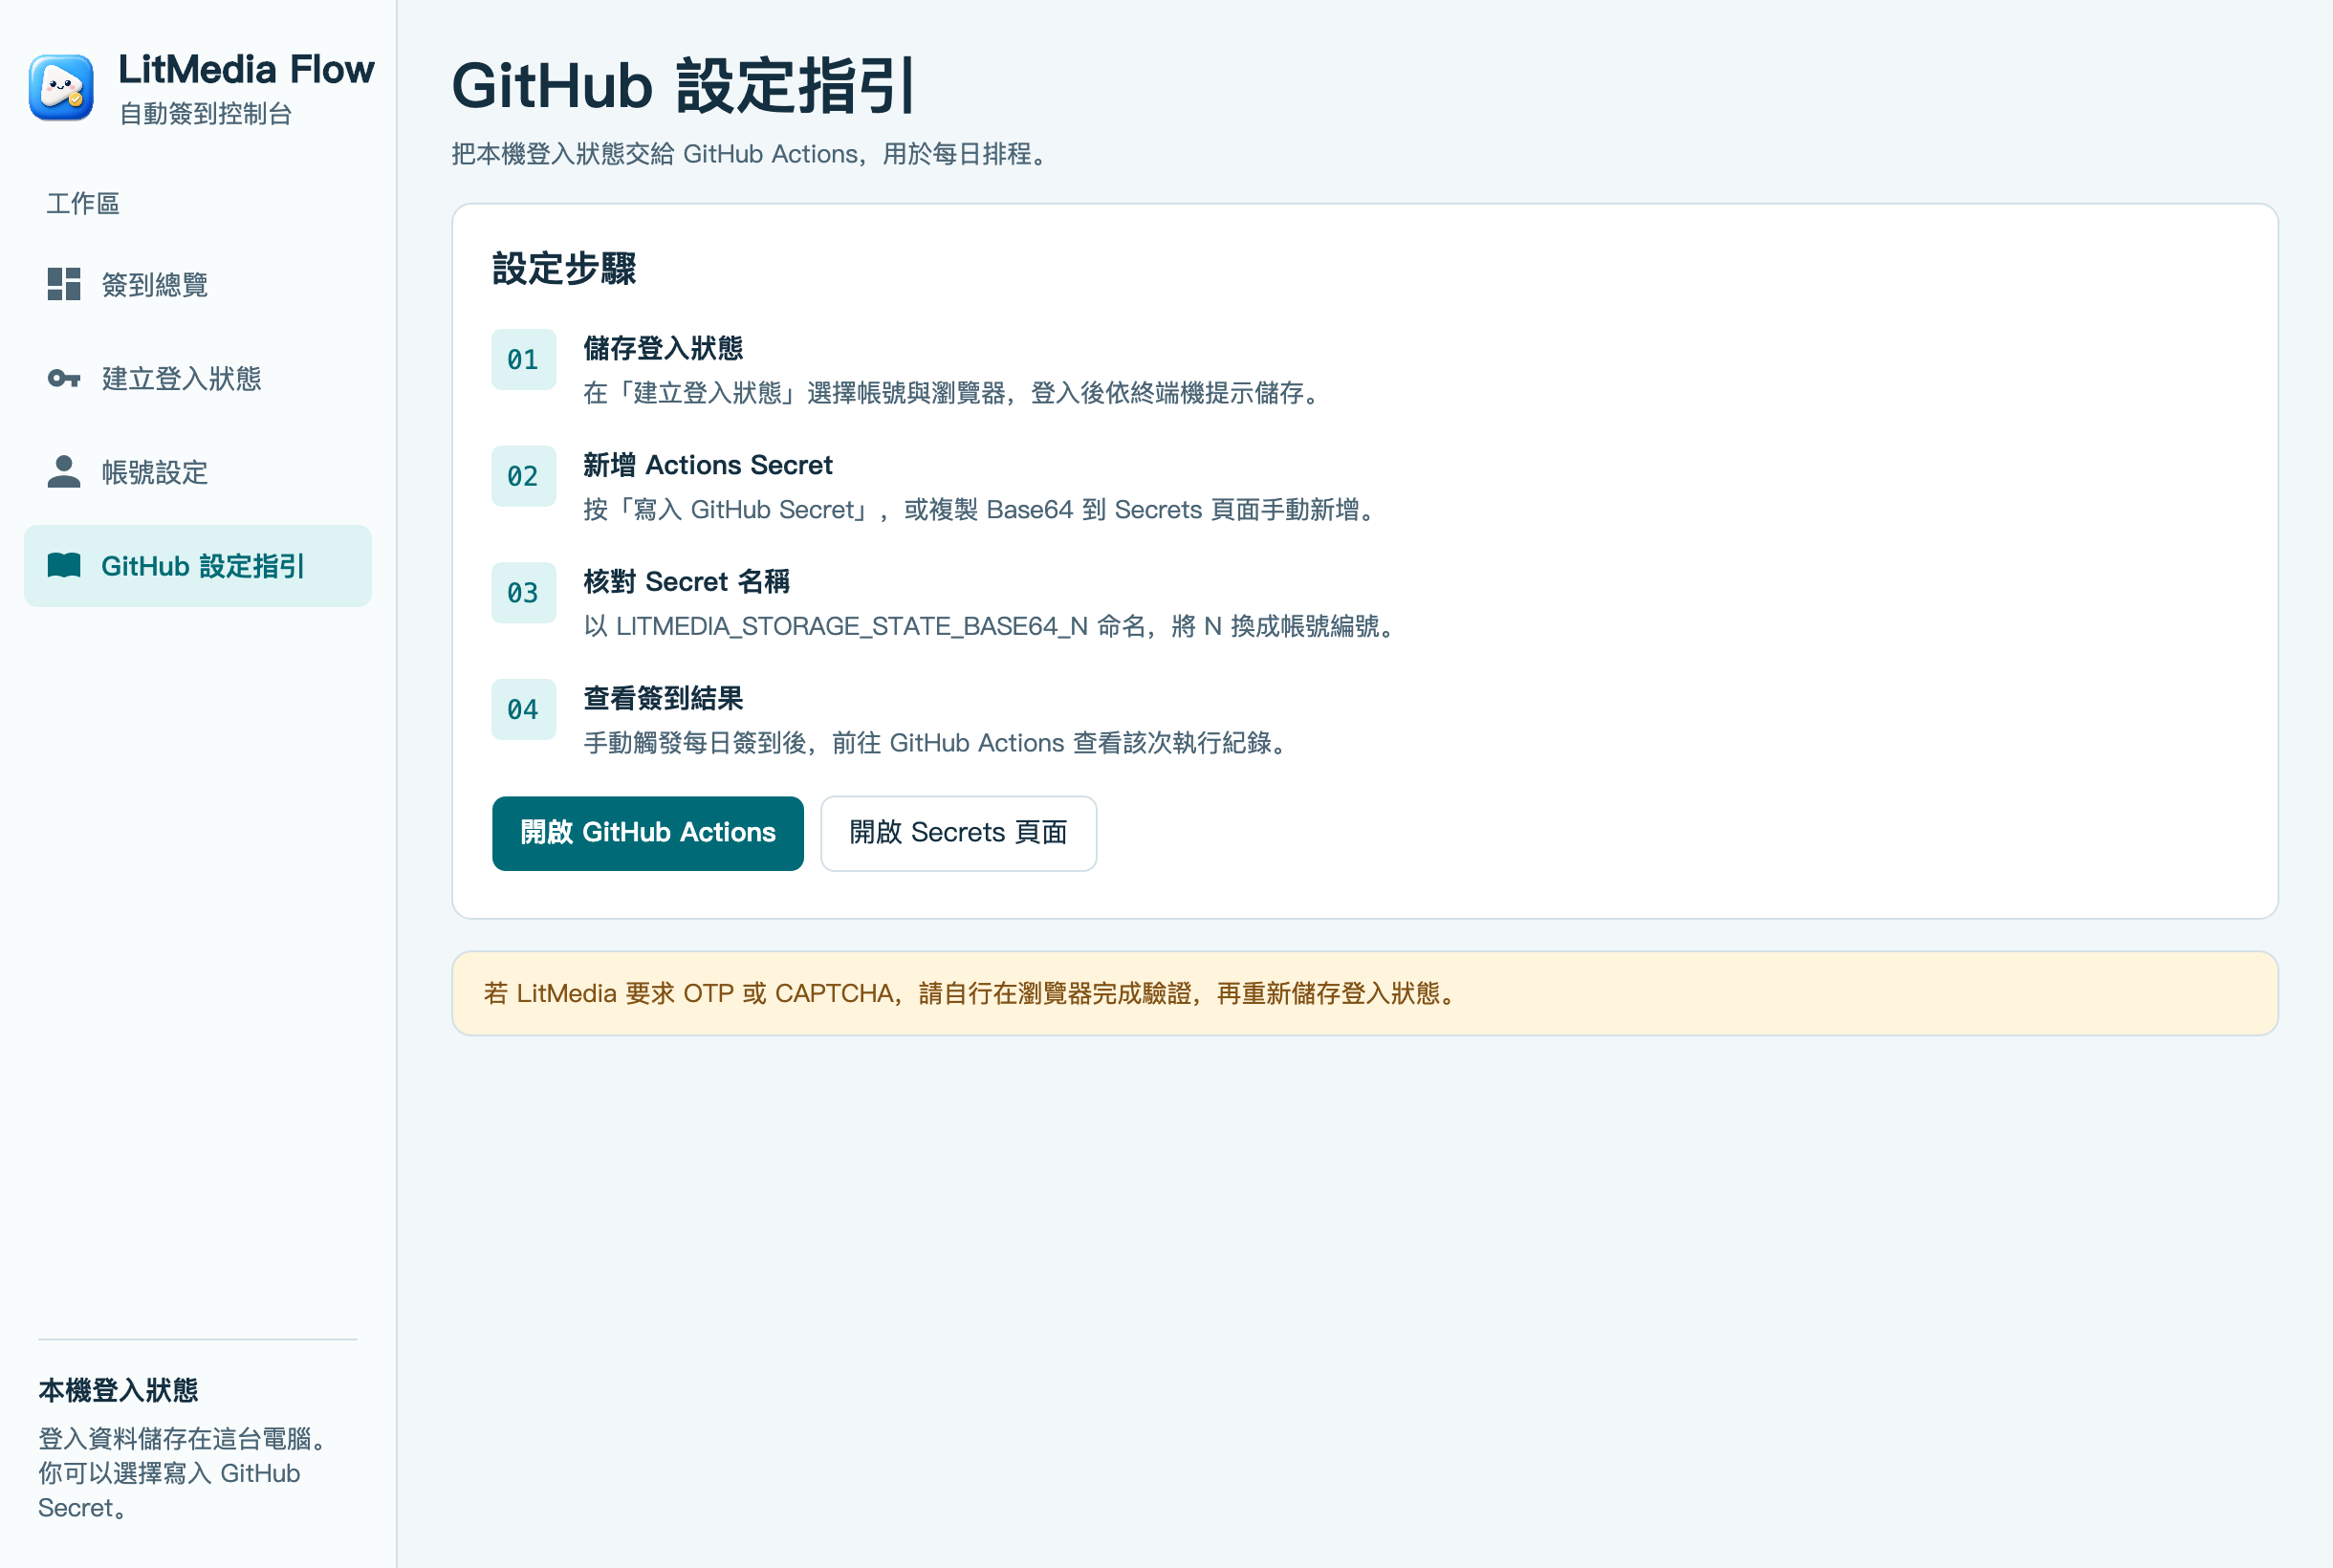 LitMedia Flow
自動簽到控制台
工作區
簽到總覽
建立登入狀態
帳號設定
GitHub 設定指引
本機登入狀態
登入資料儲存在這台電腦。
你可以選擇寫入 GitHub
Secret。
GitHub 設定指引
把本機登入狀態交給 GitHub Actions，用於每日排程。
設定步驟
01
儲存登入狀態
在「建立登入狀態」選擇帳號與瀏覽器，登入後依終端機提示儲存。
02
新增 Actions Secret
按「寫入 GitHub Secret」，或複製 Base64 到 Secrets 頁面手動新增。
03
核對 Secret 名稱
以 LITMEDIA_STORAGE_STATE_BASE64_N 命名，將 N 換成帳號編號。
04
查看簽到結果
手動觸發每日簽到後，前往 GitHub Actions 查看該次執行紀錄。
開啟 GitHub Actions
開啟 Secrets 頁面
若 LitMedia 要求 OTP 或 CAPTCHA，請自行在瀏覽器完成驗證，再重新儲存登入狀態。